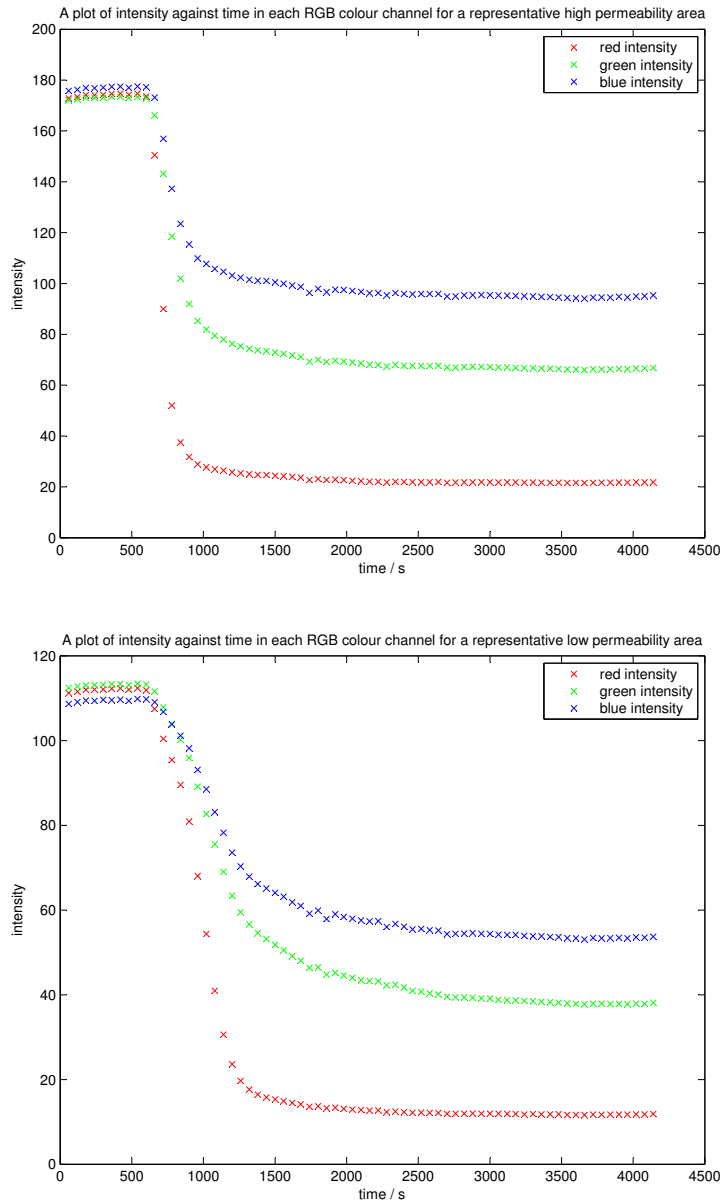 A plot of intensity against time in each RGB colour channel for a representative high permeability area
200
180
160
140
120
100
80
60
40
20
0
intensity
red intensity
green intensity
blue intensity
0 500 1000 1500 2000 2500 3000 3500 4000 4500
time / s
A plot of intensity against time in each RGB colour channel for a representative low permeability area
120
100
80
60
40
20
0
intensity
red intensity
green intensity
blue intensity
0 500 1000 1500 2000 2500 3000 3500 4000 4500
time / s